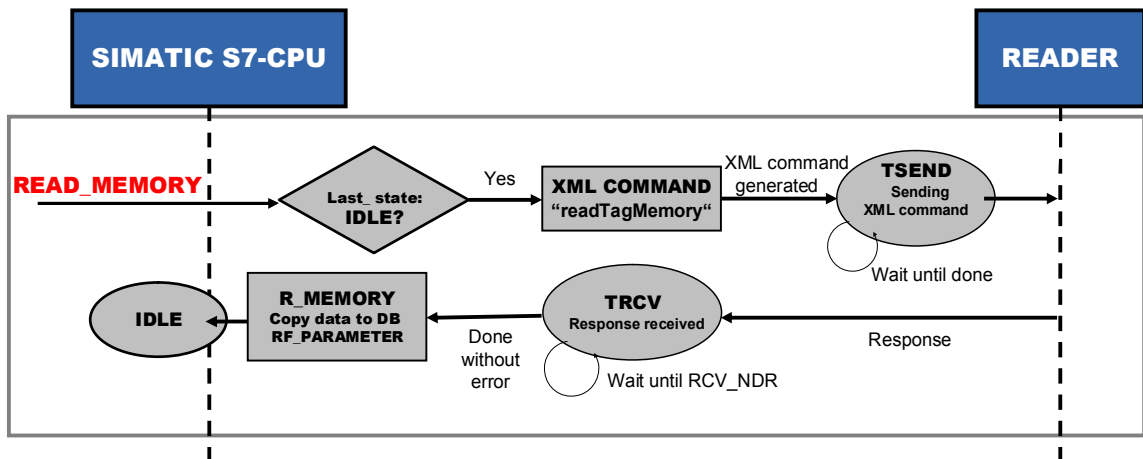 SIMATIC S7-CPU
READER
READ_MEMORY
Last_ state:
IDLE?
Yes
XML COMMAND
“readTagMemory“
XML command
generated
TSEND
Sending
XML command
Wait until done
IDLE
R_MEMORY
Copy data to DB
RF_PARAMETER
Done
without
error
TRCV
Response received
Wait until RCV_NDR
Response